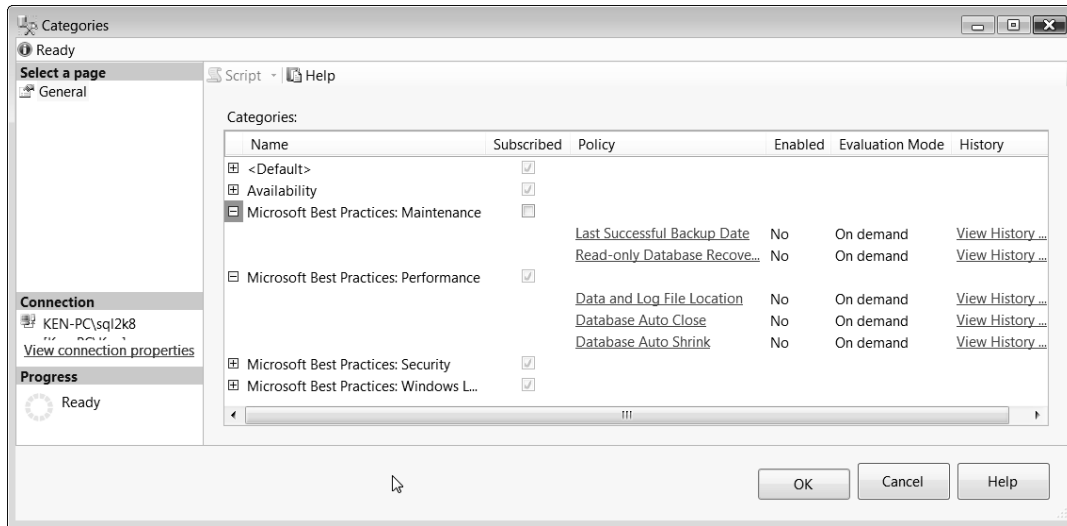 Categories
Ready
Select a page
General
Script Help
Categories:
Name Subscribed Policy Enabled Evaluation Mode History
<Default>
Availability
Microsoft Best Practices: Maintenance
Last Successful Backup Date No On demand View History ...
Read-only Database Recove... No On demand View History ...
Microsoft Best Practices: Performance
Data and Log File Location No On demand View History ...
Database Auto Close No On demand View History ...
Database Auto Shrink No On demand View History ...
Microsoft Best Practices: Security
Microsoft Best Practices: Windows L...
Connection
KEN-PC\sql2k8
View connection properties
Progress
Ready
OK Cancel Help